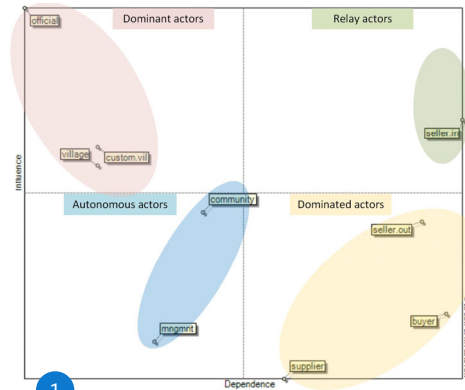 Dominant actors
Relay actors
official
seller.in
village
custom.vil
Influence
Autonomous actors
Dominated actors
community
seller.out
mngmnt
buyer
supplier
Dependence
1